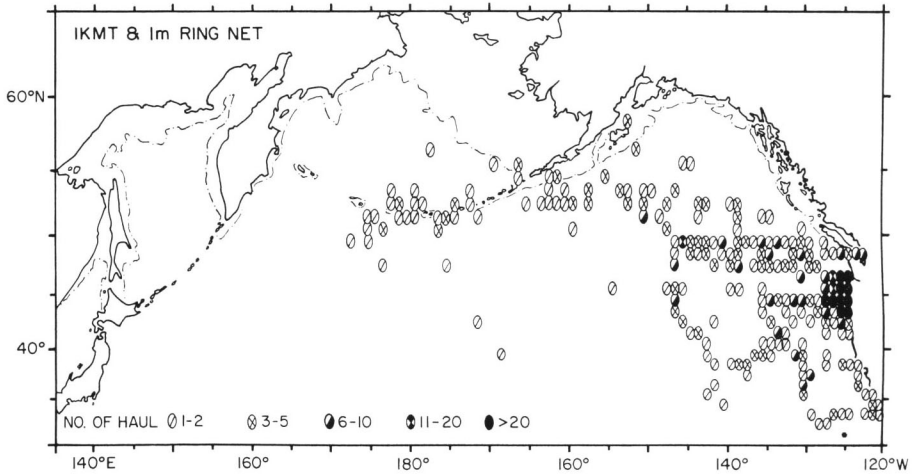 IKMT & 1m RING NET
60°N
40°
NO. OF HAUL 1-2 3-5 6-10 11-20 >20
140°E 160° 180° 160° 140° 120°W